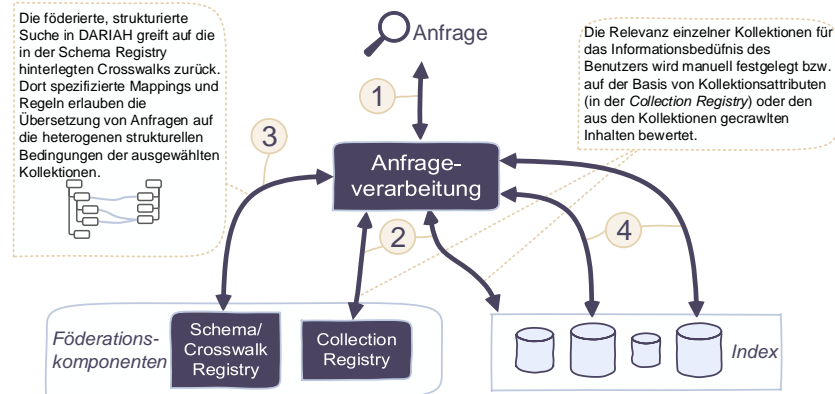 Die föderierte, strukturierte
Suche in DARIAH greift auf die
in der Schema Registry
hinterlegten Crosswalks zurück.
Dort spezifizierte Mappings und
Regeln erlauben die
Übersetzung von Anfragen auf
die heterogenen strukturellen
Bedingungen der ausgewählten
Kollektionen.
Anfrage
Die Relevanz einzelner Kollektionen für
das Informationsbedüfnis des
Benutzers wird manuell festgelegt bzw.
auf der Basis von Kollektionsattributen
(in der Collection Registry) oder den
aus den Kollektionen gecrawlten
Inhalten bewertet.
1
3
Anfrage-
verarbeitung
2
4
Föderations-
komponenten
Schema/
Crosswalk
Registry
Collection
Registry
Index